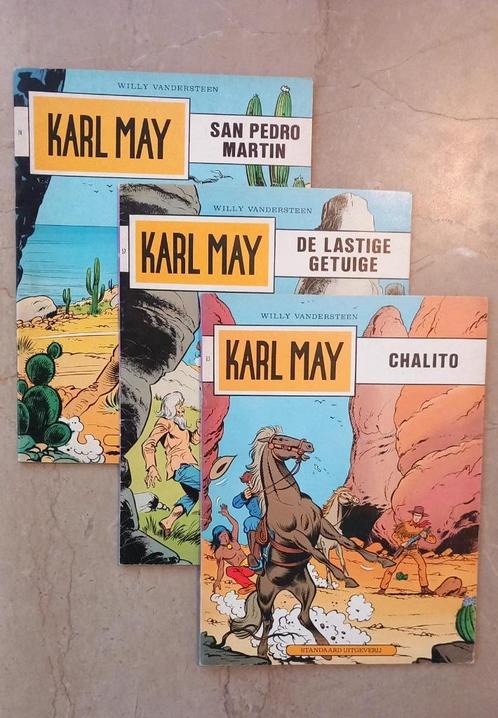 WILLY VANDERSTEEN
KARL MAY
SAN PEDRO
MARTIN
WILLY VANDERSTEEN
KARL MAY
DE LASTIGE
GETUIGE
WILLY VANDERSTEEN
KARL MAY
CHALITO
STANDAARD UITGEVERIJ